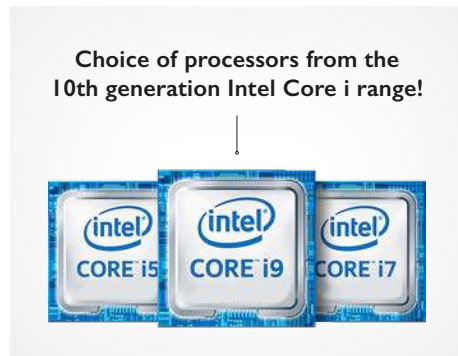 Choice of processors from the
10th generation Intel Core i range!
intel
CORE i5
intel
CORE i9
intel
CORE i7